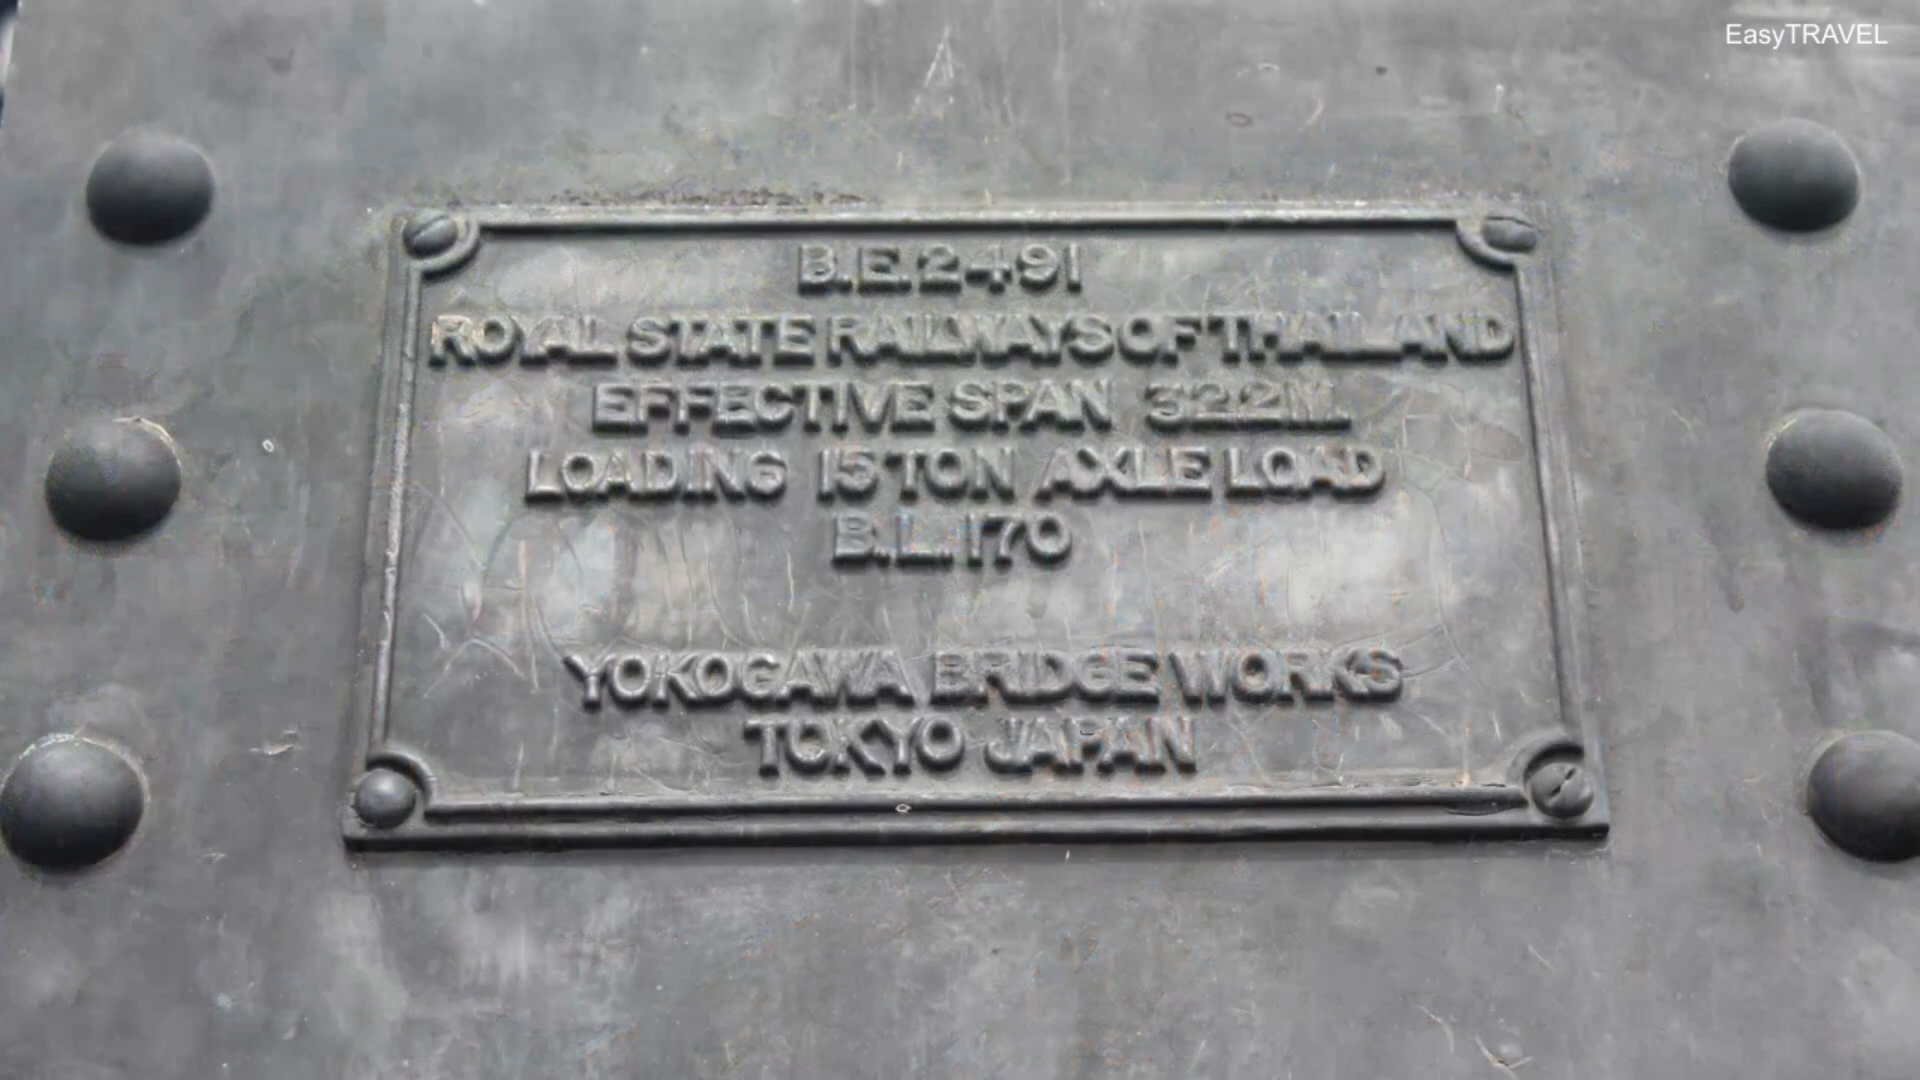 EasyTRAVEL
B.E.2491
ROYAL STATE RAILWAYS OF THAILAND
EFFECTIVE SPAN 32.2 M.
LOADING 15 TON AXLE LOAD
B.L.170
YOKOGAWA BRIDGE WORKS
TOKYO JAPAN